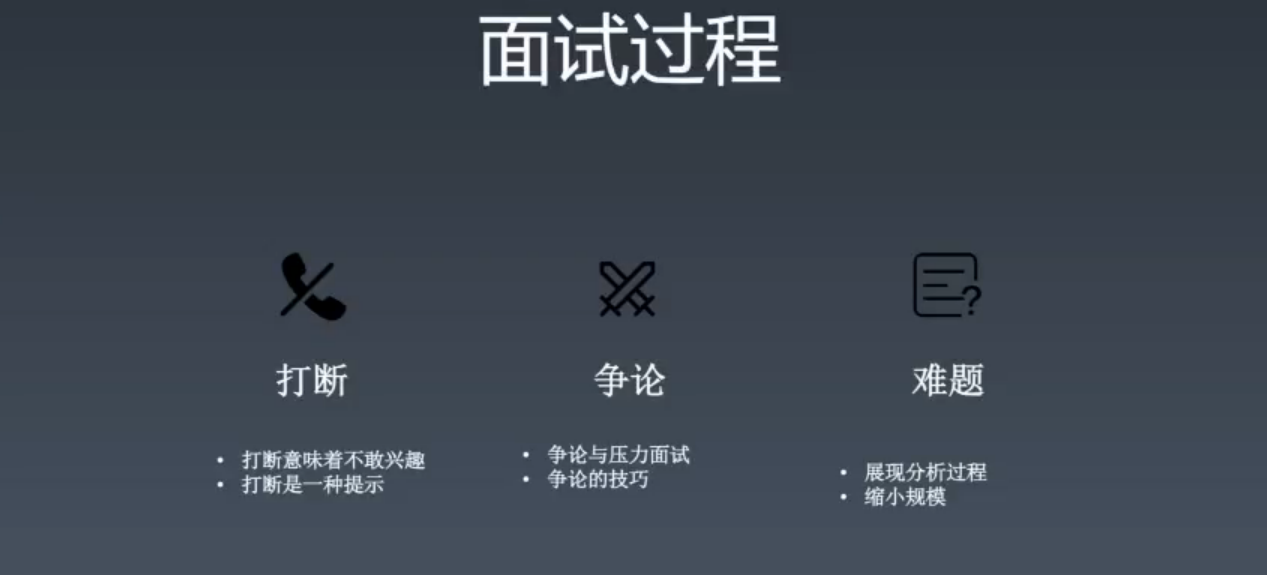 面试过程
打断
• 打断意味着不敢兴趣
• 打断是一种提示
争论
• 争论与压力面试
• 争论的技巧
难题
• 展现分析过程
• 缩小规模